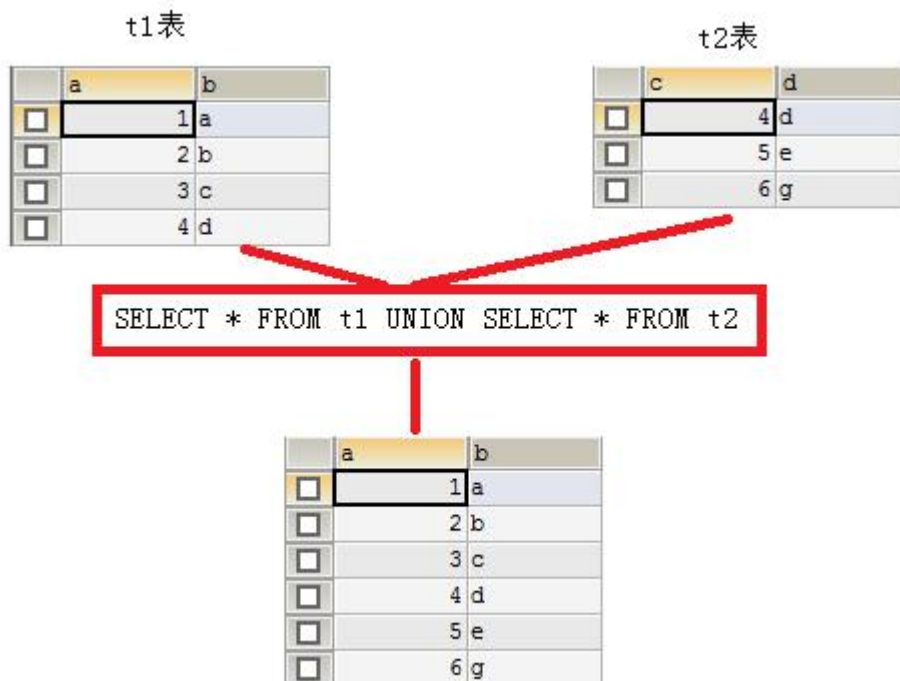 t1表
t2表
a b
1 a
2 b
3 c
4 d
c d
4 d
5 e
6 g
SELECT * FROM t1 UNION SELECT * FROM t2
a b
1 a
2 b
3 c
4 d
5 e
6 g